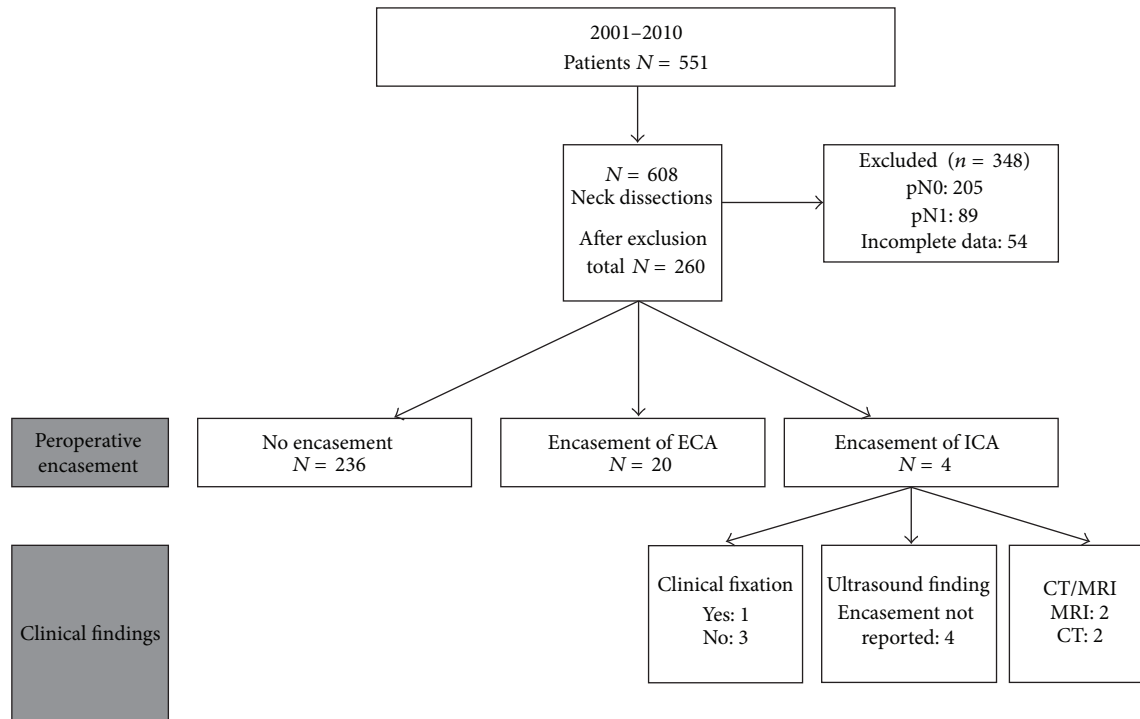 2001–2010
Patients N = 551
N = 608
Neck dissections
After exclusion
total N = 260
Excluded (n = 348)
pN0: 205
pN1: 89
Incomplete data: 54
Peroperative
encasement
No encasement
N = 236
Encasement of ECA
N = 20
Encasement of ICA
N = 4
Clinical findings
Clinical fixation
Yes: 1
No: 3
Ultrasound finding
Encasement not
reported: 4
CT/MRI
MRI: 2
CT: 2